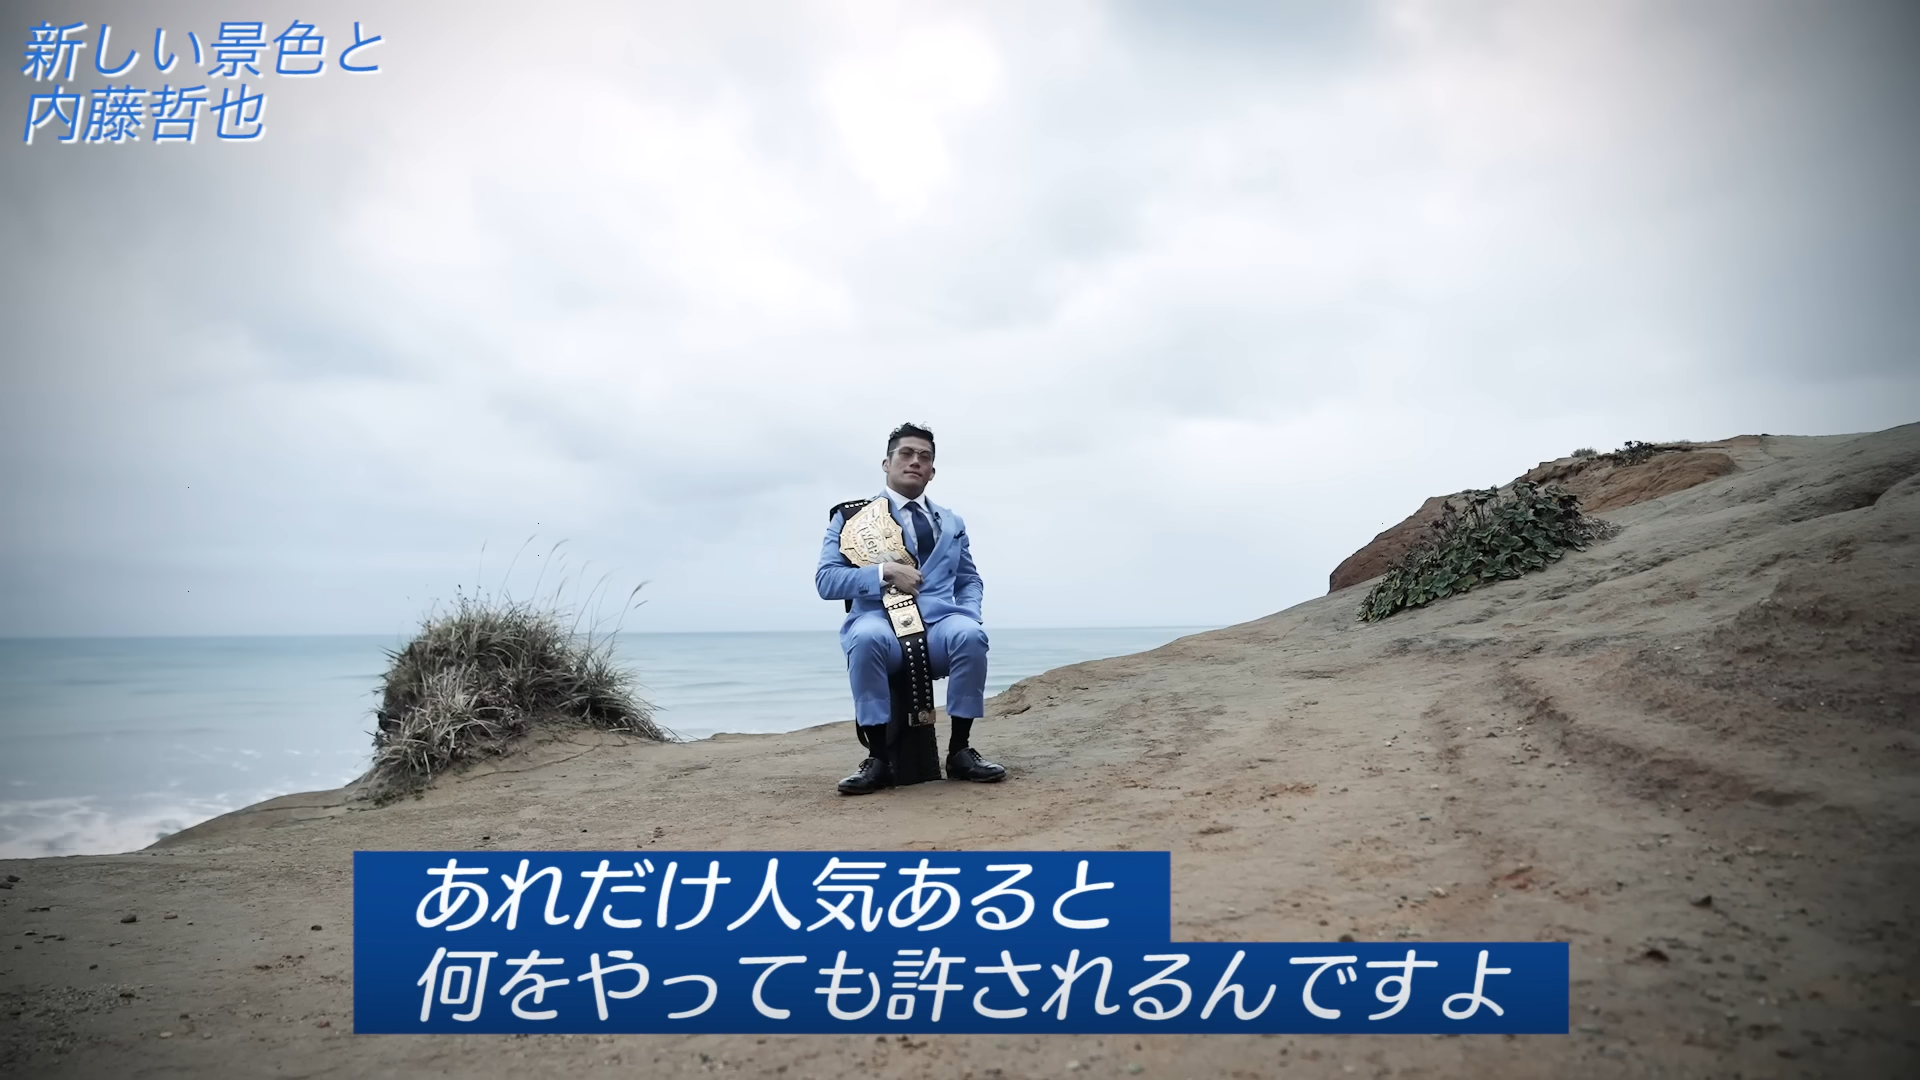 新しい景色と
内藤哲也
IWGP
あれだけ人気あると
何をやっても許されるんですよ